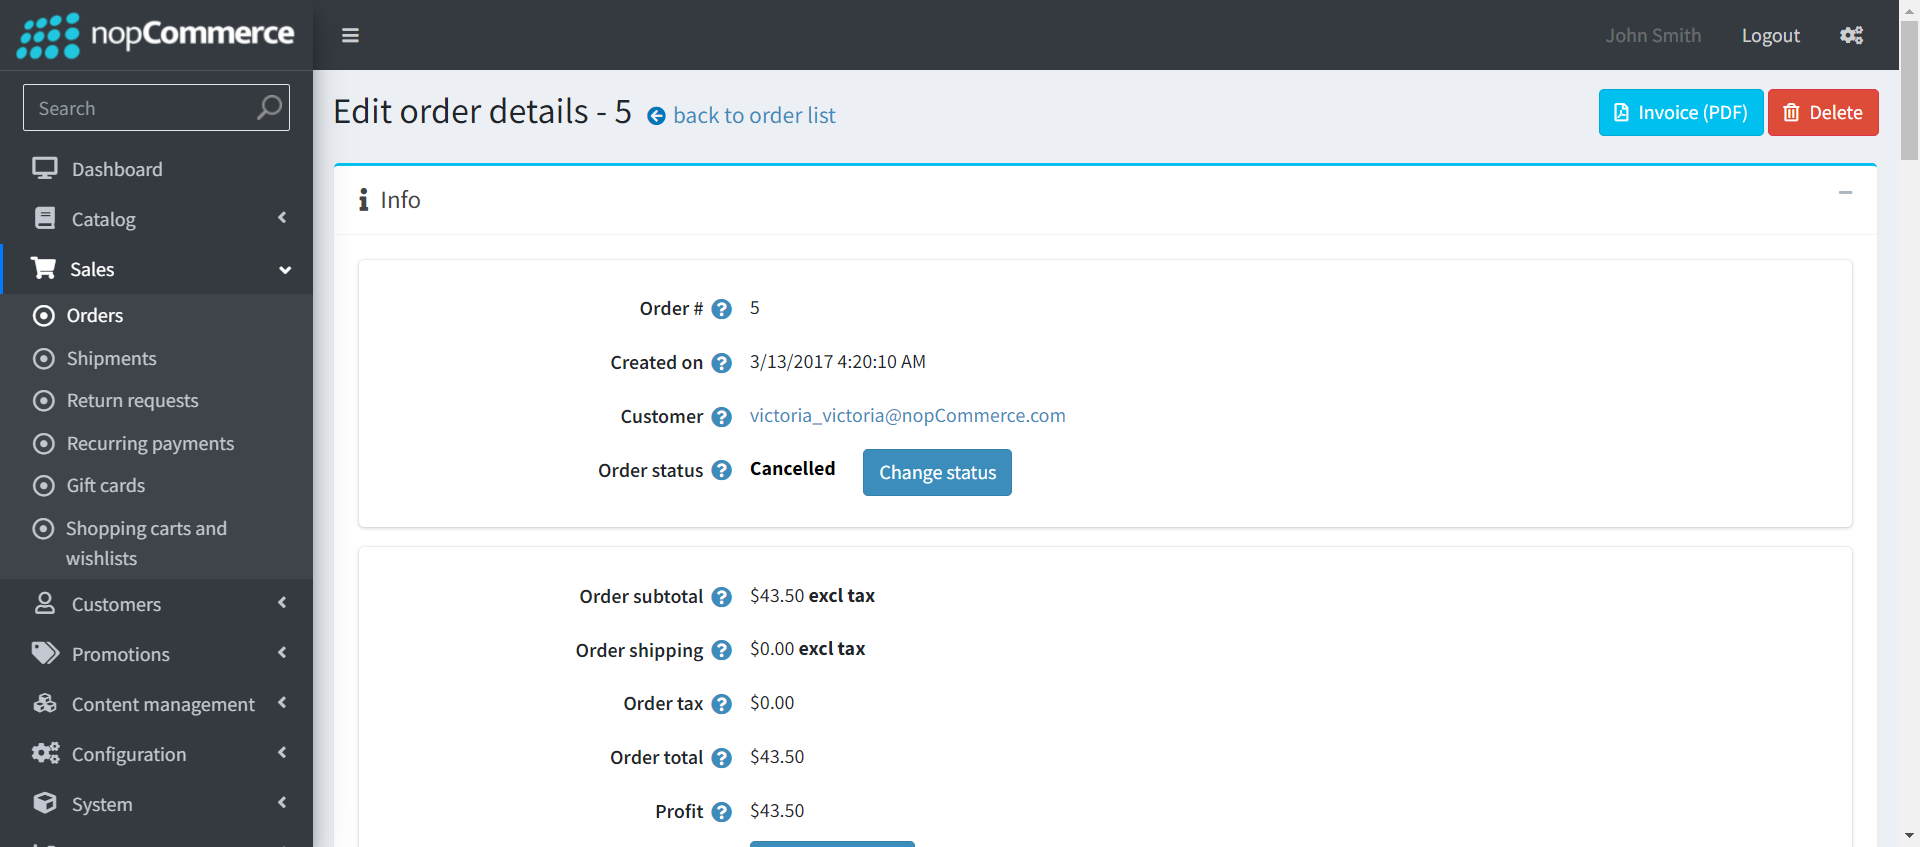 nopCommerce
John Smith
Logout
Search
Edit order details - 5
back to order list
Invoice (PDF)
Delete
Dashboard
Catalog
Sales
Orders
Shipments
Return requests
Recurring payments
Gift cards
Shopping carts and
wishlists
Customers
Promotions
Content management
Configuration
System
Info
Order # 5
Created on 3/13/2017 4:20:10 AM
Customer victoria_victoria@nopCommerce.com
Order status Cancelled Change status
Order subtotal $43.50 excl tax
Order shipping $0.00 excl tax
Order tax $0.00
Order total $43.50
Profit $43.50